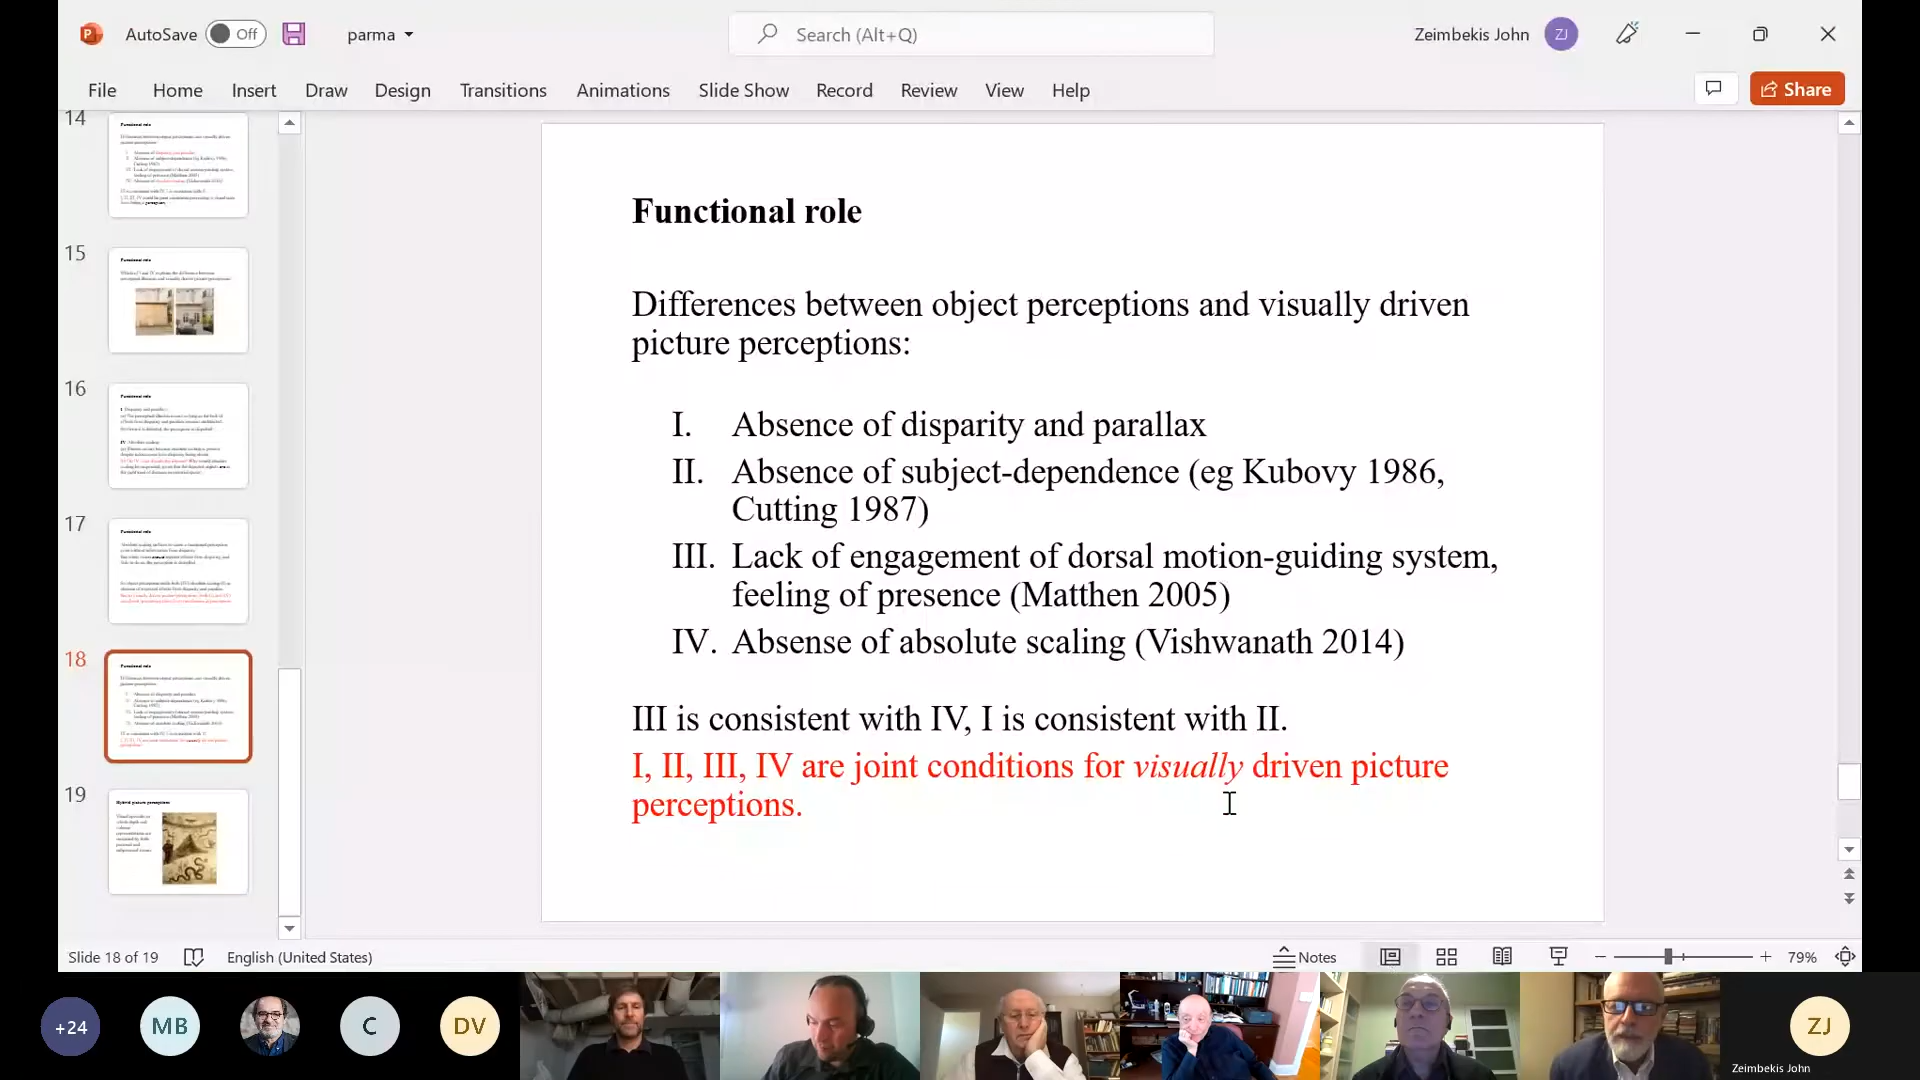 AutoSave Off parma Search (Alt+Q) Zeimbekis John ZJ
File Home Insert Draw Design Transitions Animations Slide Show Record Review View Help Share
14
15
16
17
18
19
Functional role
Differences between object perceptions and visually driven
picture perceptions:
I. Absence of disparity and parallax
II. Absence of subject-dependence (eg Kubovy 1986,
Cutting 1987)
III. Lack of engagement of dorsal motion-guiding system,
feeling of presence (Matthen 2005)
IV. Absense of absolute scaling (Vishwanath 2014)
III is consistent with IV, I is consistent with II.
I, II, III, IV are joint conditions for visually driven picture
perceptions.
Slide 18 of 19 English (United States) Notes 79%
+24 MB C DV ZJ
Zeimbekis John